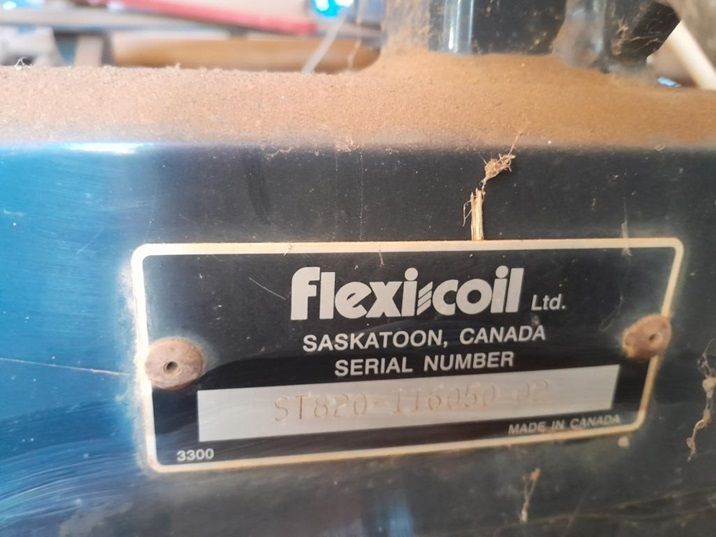 flexi-coil Ltd.
SASKATOON, CANADA
SERIAL NUMBER
ST820-116050-02
MADE IN CANADA
3300